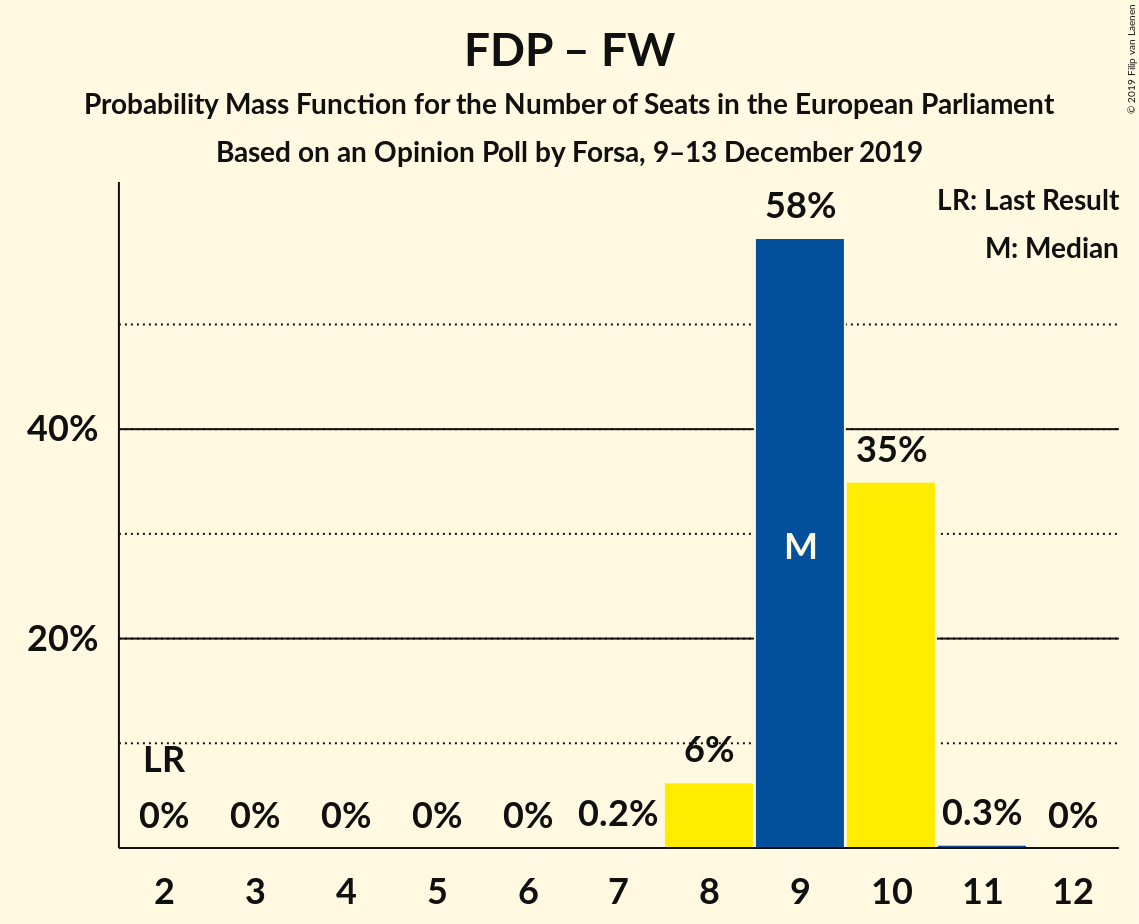 FDP – FW
Probability Mass Function for the Number of Seats in the European Parliament
Based on an Opinion Poll by Forsa, 9–13 December 2019
© 2019 Filip van Laenen
LR: Last Result
M: Median
58%
40%
35%
M
20%
LR
6%
0% 0% 0% 0% 0% 0.2% 0.3% 0%
2 3 4 5 6 7 8 9 10 11 12